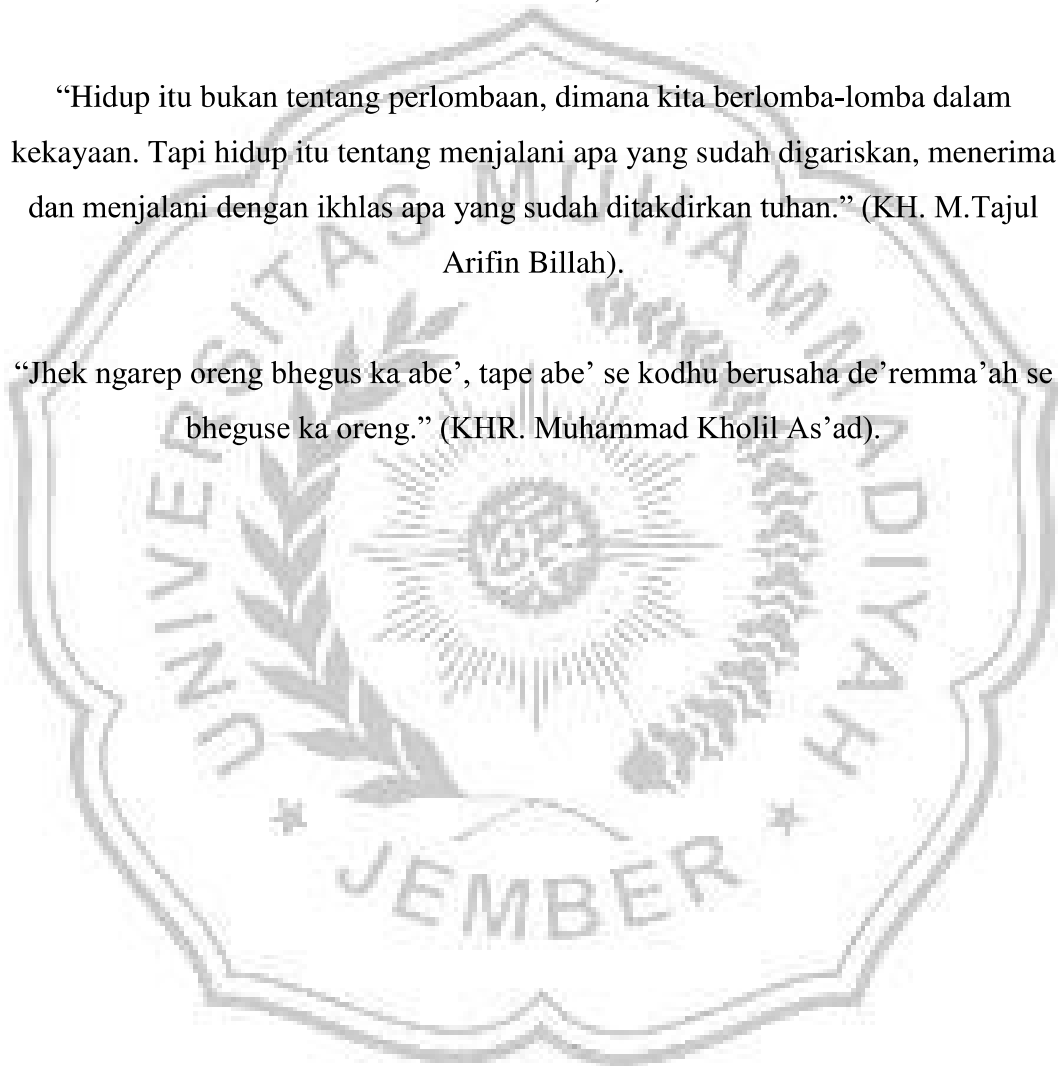 “Hidup itu bukan tentang perlombaan, dimana kita berlomba-lomba dalam
kekayaan. Tapi hidup itu tentang menjalani apa yang sudah digariskan, menerima
dan menjalani dengan ikhlas apa yang sudah ditakdirkan tuhan.” (KH. M.Tajul
Arifin Billah).
“Jhek ngarep oreng bhegus ka abe’, tape abe’ se kodhu berusaha de’remma’ah se
bheguse ka oreng.” (KHR. Muhammad Kholil As’ad).
UNIVERSITAS MUHAMMADIYAH
JEMBER